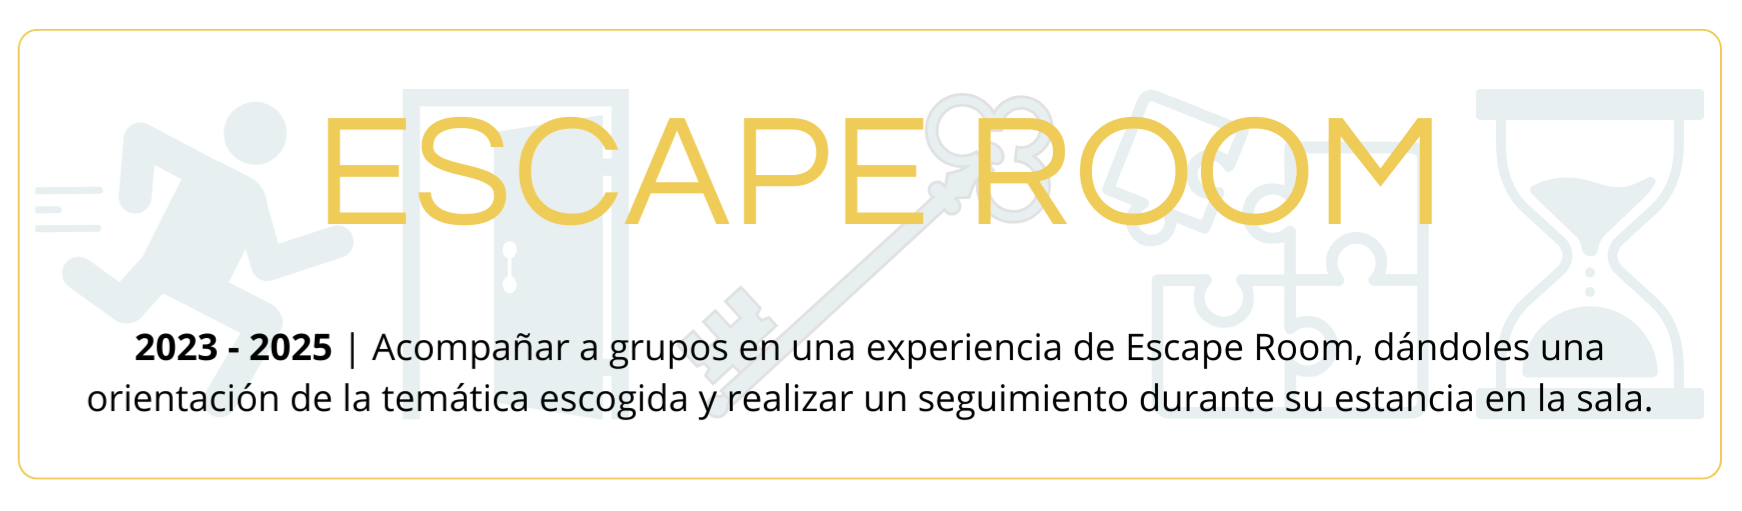 ESCAPE ROOM
2023 - 2025 | Acompañar a grupos en una experiencia de Escape Room, dándoles una
orientación de la temática escogida y realizar un seguimiento durante su estancia en la sala.